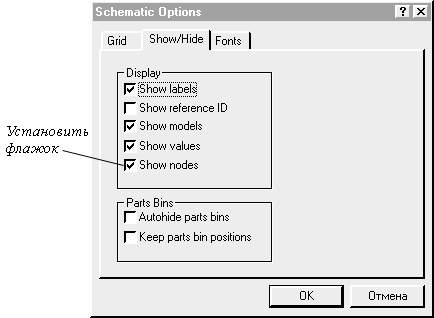 Schematic Options
? ×
Grid Show/Hide Fonts
Display
Show labels
Show reference ID
Show models
Show values
Show nodes
Установить
флажок
Parts Bins
Autohide parts bins
Keep parts bin positions
OK Отмена